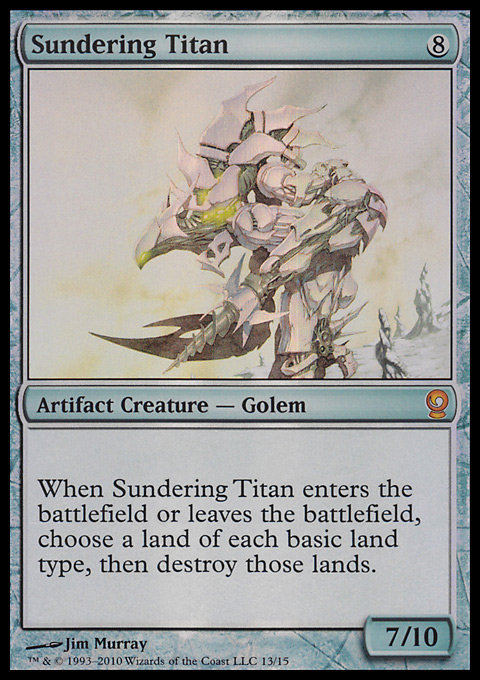 Sundering Titan 8
Artifact Creature — Golem
When Sundering Titan enters the
battlefield or leaves the battlefield,
choose a land of each basic land
type, then destroy those lands.
7/10
Jim Murray
™ & © 1993–2010 Wizards of the Coast LLC 13/15